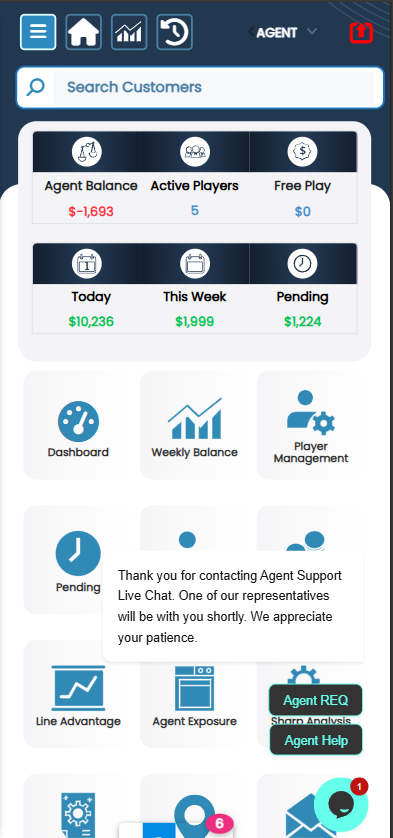 AGENT
Search Customers
Agent Balance Active Players Free Play
$-1,693 5 $0
1
Today This Week Pending
$10,236 $1,999 $1,224
Dashboard Weekly Balance Player
Management
Pending
Thank you for contacting Agent Support
Live Chat. One of our representatives
will be with you shortly. We appreciate
your patience.
Line Advantage Agent Exposure Sharp Analysis
Agent REQ
Agent Help
1
6